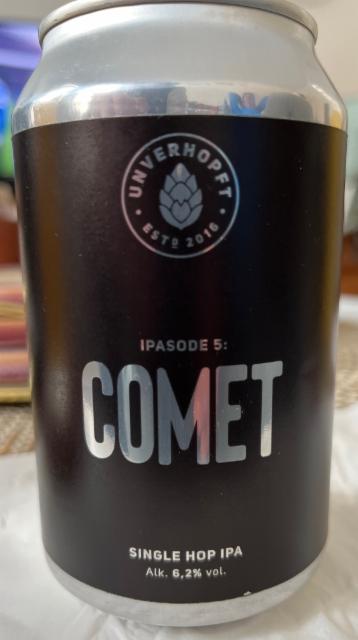 UNVERHOPFT
• ESTD 2016 •
IPASODE 5:
COMET
SINGLE HOP IPA
Alk. 6,2% vol.